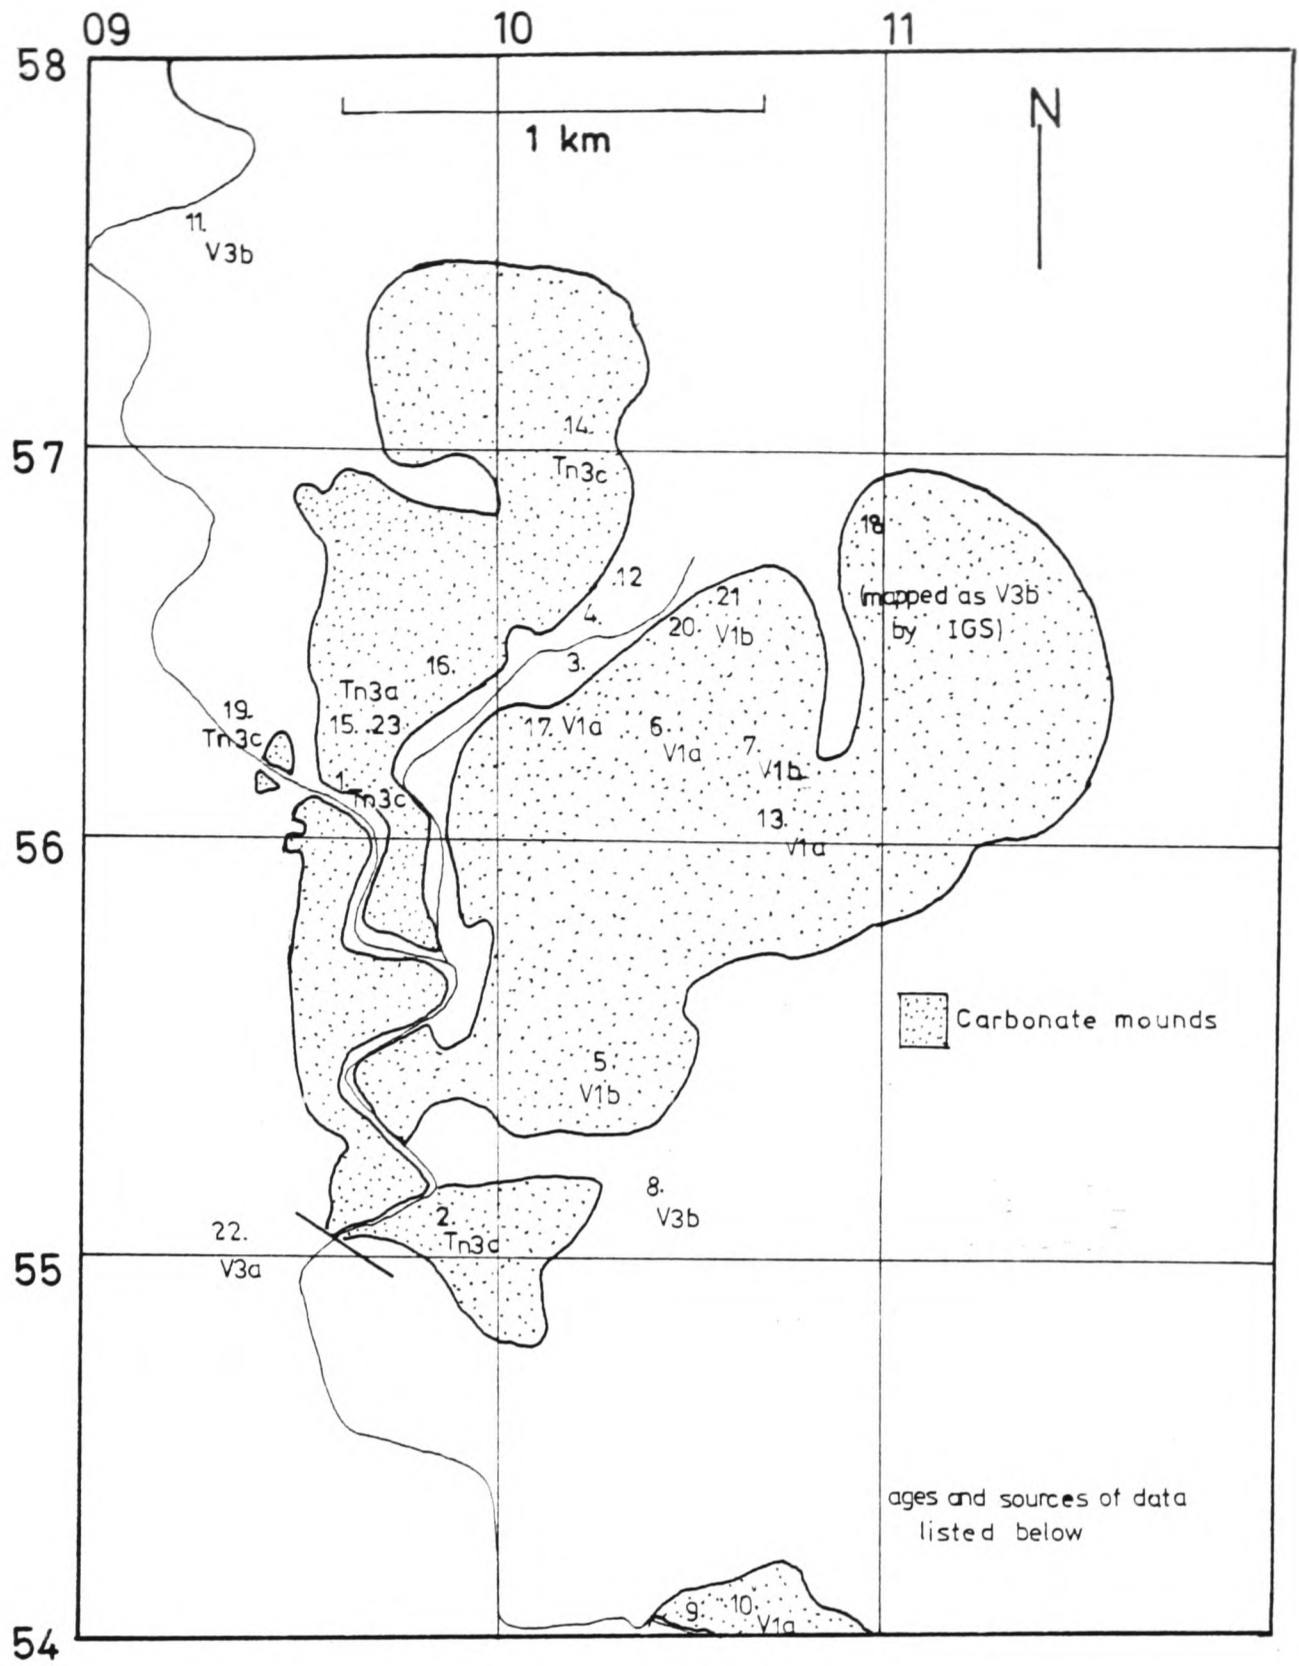 09 10 11
58
1 km
N
11.
V3b
14.
57
Tn3c
18
12
(mapped as V3b
by IGS)
21
4.
20.
V1b
16.
3.
Tn3a
19.
Tn3c
15. .23
17. V1a
6.
V1a
7
V1b
1.
Tn3c
13.
V1a
56
Carbonate mounds
5
V1b
8.
V3b
2
22.
55
V3a
ages and sources of data
listed below
9. 10.
V1a
54